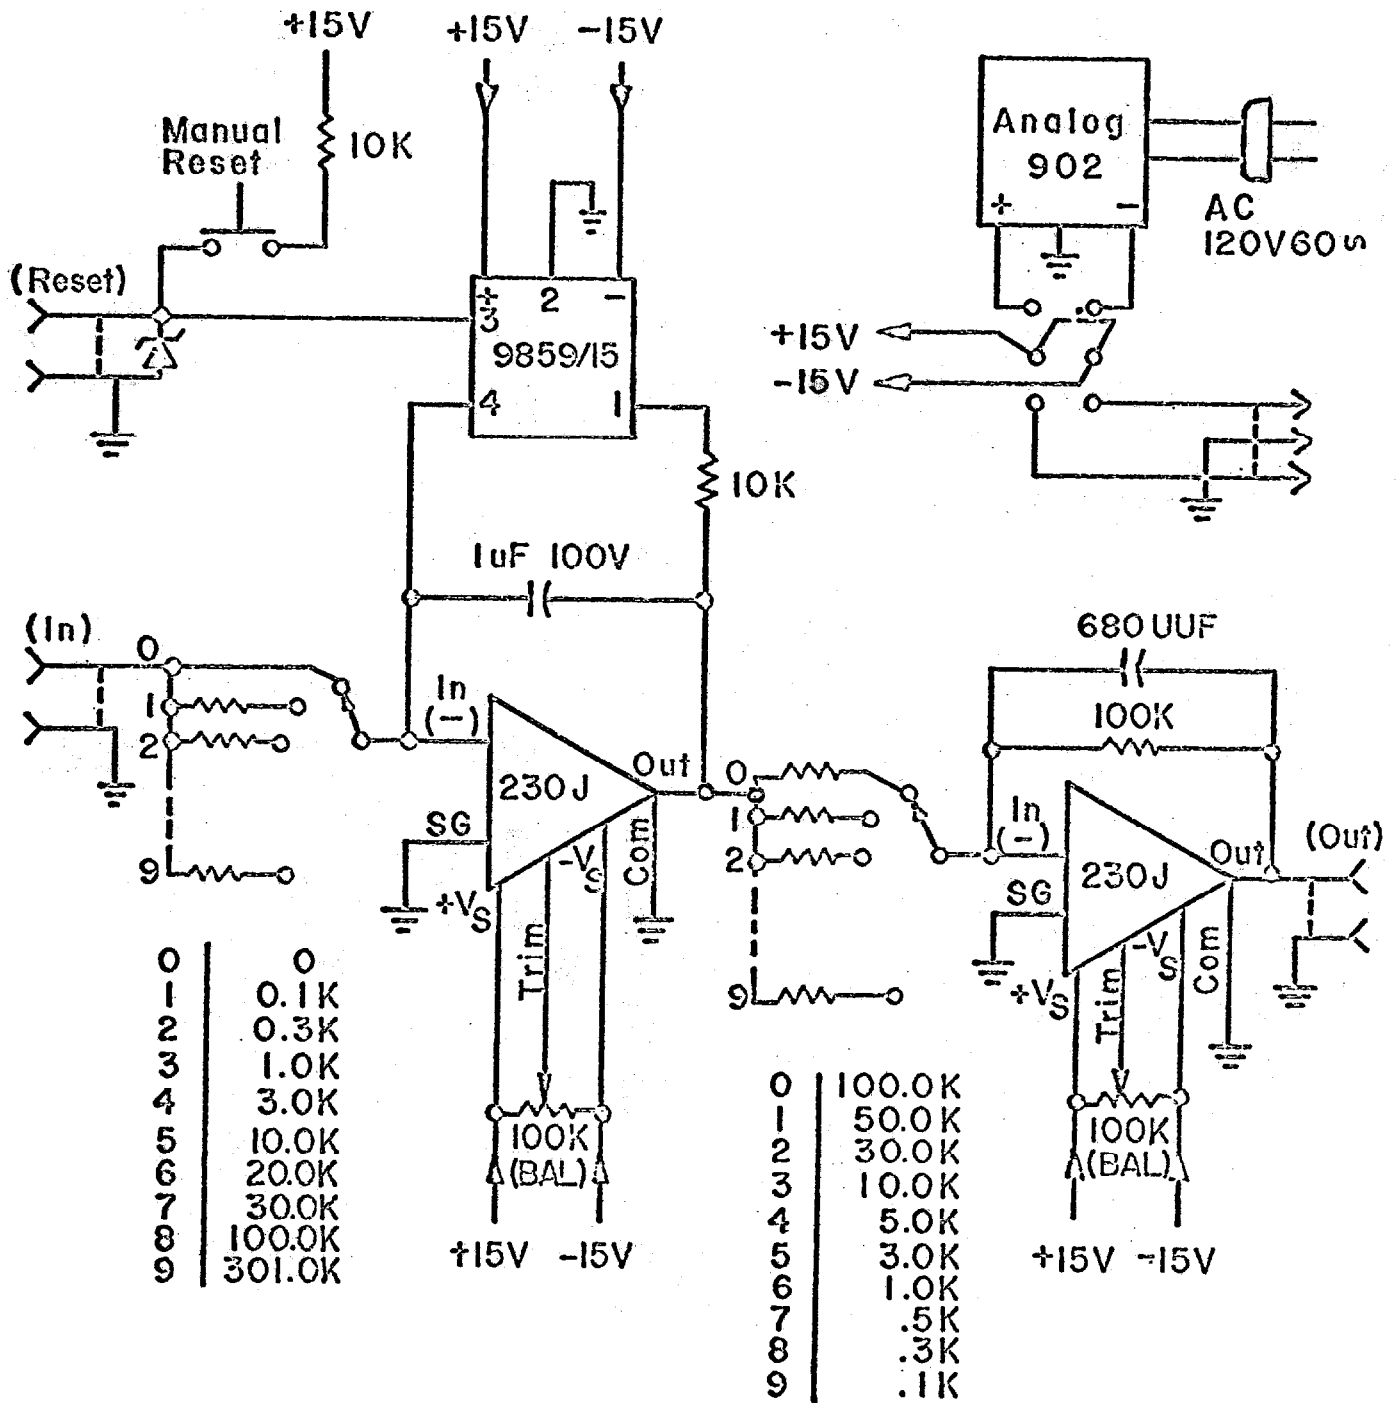 +15V
+15V
-15V
Manual
Reset
10K
(Reset)
+
2
-
3
9859/15
4
1
10K
Analog
902
+
-
AC
120V60∽
+15V
-15V
1uF 100V
(In)
0
1
2
9
In
(-)
230J
Out
SG
+VS
-VS
Com
Trim
100K
(BAL)
+15V
-15V
0
1
2
9
680UUF
100K
In
(-)
230J
Out
(Out)
SG
+VS
-VS
Com
Trim
100K
(BAL)
+15V
-15V
0 0
1 0.1K
2 0.3K
3 1.0K
4 3.0K
5 10.0K
6 20.0K
7 30.0K
8 100.0K
9 301.0K
0 100.0K
1 50.0K
2 30.0K
3 10.0K
4 5.0K
5 3.0K
6 1.0K
7 .5K
8 .3K
9 .1K